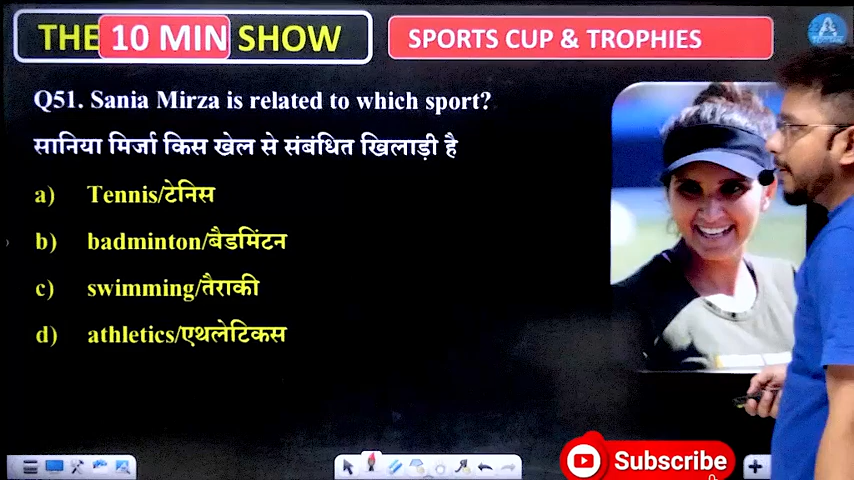 THE 10 MIN SHOW
SPORTS CUP & TROPHIES
Q51. Sania Mirza is related to which sport?
सानिया मिर्जा किस खेल से संबंधित खिलाड़ी है
a) Tennis/टेनिस
b) badminton/बैडमिंटन
c) swimming/तैराकी
d) athletics/एथलेटिकस
Subscribe